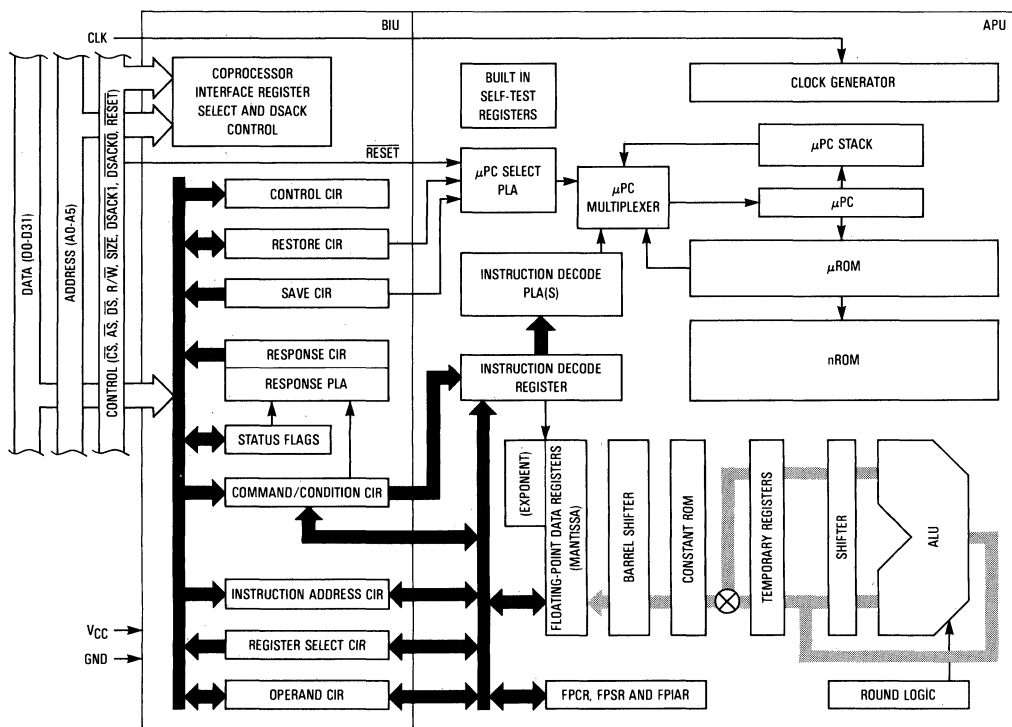 BIU
APU
CLK
COPROCESSOR
INTERFACE REGISTER
SELECT AND DSACK
CONTROL
BUILT IN
SELF-TEST
REGISTERS
CLOCK GENERATOR
DATA (D0-D31)
ADDRESS (A0-A5)
CONTROL (CS, AS, DS, R/W, SIZE, DSACK1, DSACK0, RESET)
RESET
µPC SELECT
PLA
µPC
MULTIPLEXER
µPC STACK
µPC
CONTROL CIR
RESTORE CIR
SAVE CIR
INSTRUCTION DECODE
PLA(S)
µROM
nROM
RESPONSE CIR
RESPONSE PLA
INSTRUCTION DECODE
REGISTER
STATUS FLAGS
COMMAND/CONDITION CIR
(EXPONENT)
FLOATING-POINT DATA REGISTERS
(MANTISSA)
BARREL SHIFTER
CONSTANT ROM
TEMPORARY REGISTERS
SHIFTER
ALU
INSTRUCTION ADDRESS CIR
VCC
GND
REGISTER SELECT CIR
OPERAND CIR
FPCR, FPSR AND FPIAR
ROUND LOGIC